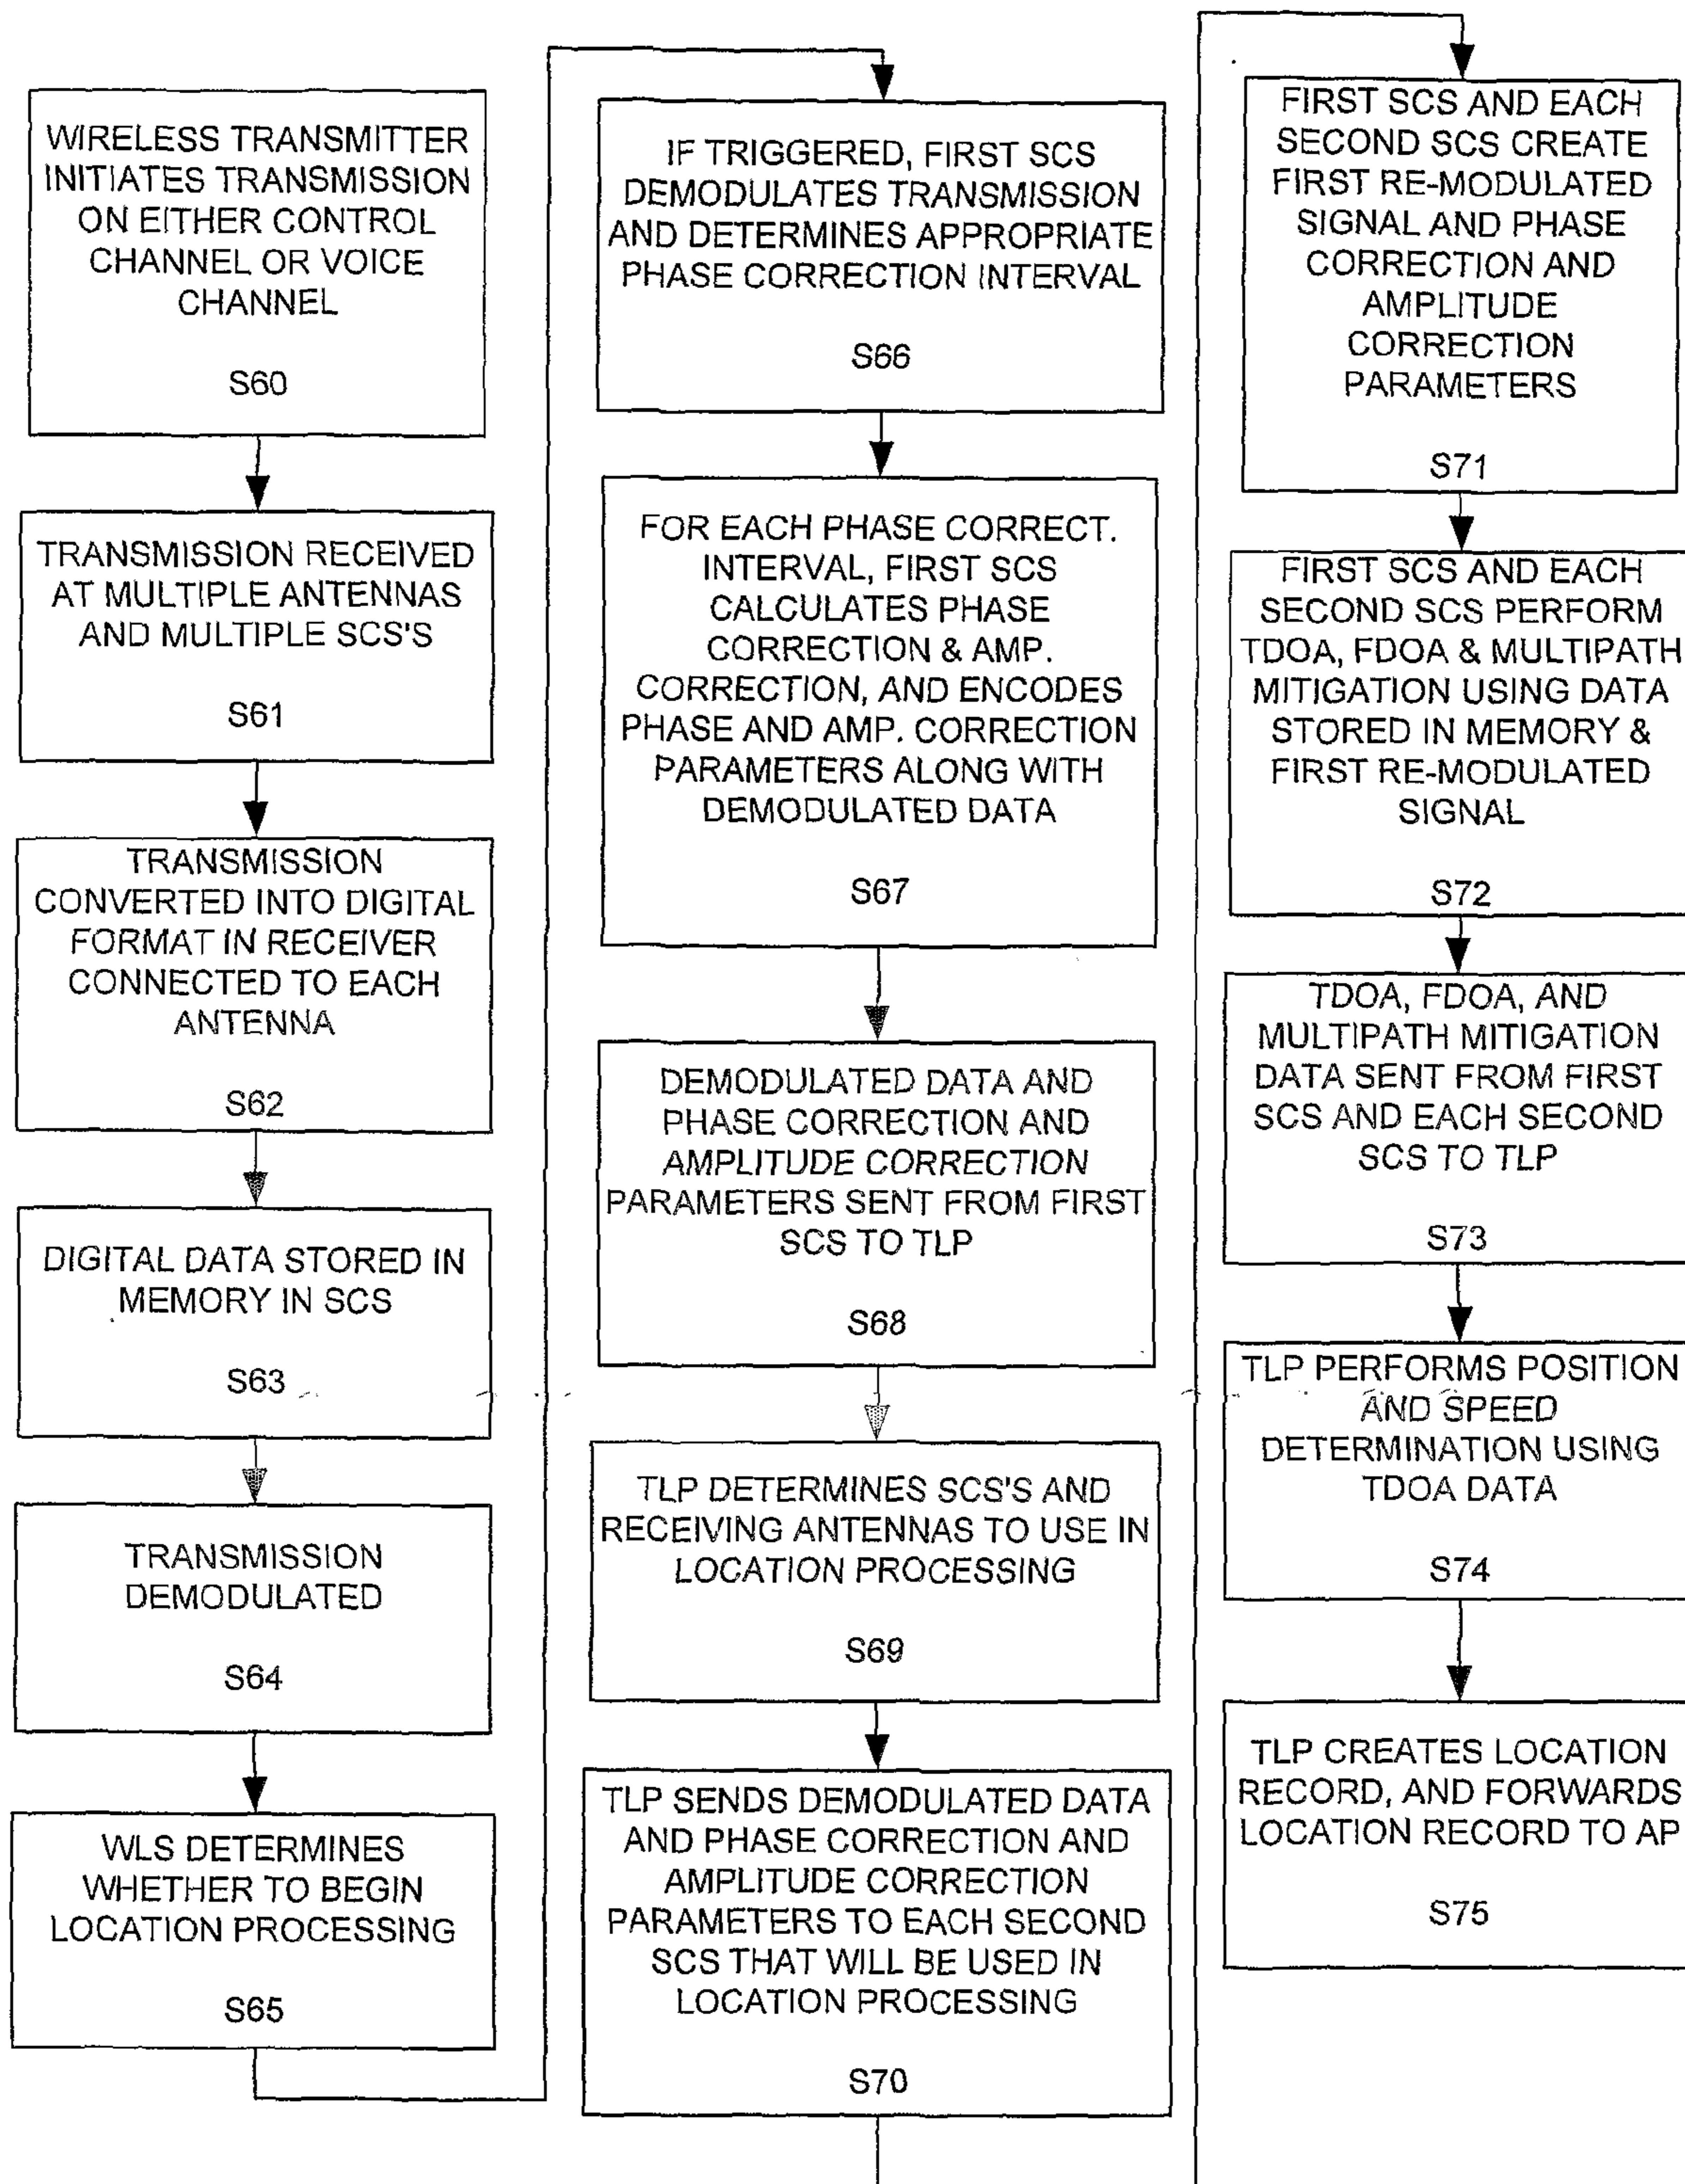 WIRELESS TRANSMITTER
INITIATES TRANSMISSION
ON EITHER CONTROL
CHANNEL OR VOICE
CHANNEL
S60
TRANSMISSION RECEIVED
AT MULTIPLE ANTENNAS
AND MULTIPLE SCS'S
S61
TRANSMISSION
CONVERTED INTO DIGITAL
FORMAT IN RECEIVER
CONNECTED TO EACH
ANTENNA
S62
DIGITAL DATA STORED IN
MEMORY IN SCS
S63
TRANSMISSION
DEMODULATED
S64
WLS DETERMINES
WHETHER TO BEGIN
LOCATION PROCESSING
S65
IF TRIGGERED, FIRST SCS
DEMODULATES TRANSMISSION
AND DETERMINES APPROPRIATE
PHASE CORRECTION INTERVAL
S66
FOR EACH PHASE CORRECT.
INTERVAL, FIRST SCS
CALCULATES PHASE
CORRECTION & AMP.
CORRECTION, AND ENCODES
PHASE AND AMP. CORRECTION
PARAMETERS ALONG WITH
DEMODULATED DATA
S67
DEMODULATED DATA AND
PHASE CORRECTION AND
AMPLITUDE CORRECTION
PARAMETERS SENT FROM FIRST
SCS TO TLP
S68
TLP DETERMINES SCS'S AND
RECEIVING ANTENNAS TO USE IN
LOCATION PROCESSING
S69
TLP SENDS DEMODULATED DATA
AND PHASE CORRECTION AND
AMPLITUDE CORRECTION
PARAMETERS TO EACH SECOND
SCS THAT WILL BE USED IN
LOCATION PROCESSING
S70
FIRST SCS AND EACH
SECOND SCS CREATE
FIRST RE-MODULATED
SIGNAL AND PHASE
CORRECTION AND
AMPLITUDE
CORRECTION
PARAMETERS
S71
FIRST SCS AND EACH
SECOND SCS PERFORM
TDOA, FDOA & MULTIPATH
MITIGATION USING DATA
STORED IN MEMORY &
FIRST RE-MODULATED
SIGNAL
S72
TDOA, FDOA, AND
MULTIPATH MITIGATION
DATA SENT FROM FIRST
SCS AND EACH SECOND
SCS TO TLP
S73
TLP PERFORMS POSITION
AND SPEED
DETERMINATION USING
TDOA DATA
S74
TLP CREATES LOCATION
RECORD, AND FORWARDS
LOCATION RECORD TO AP
S75